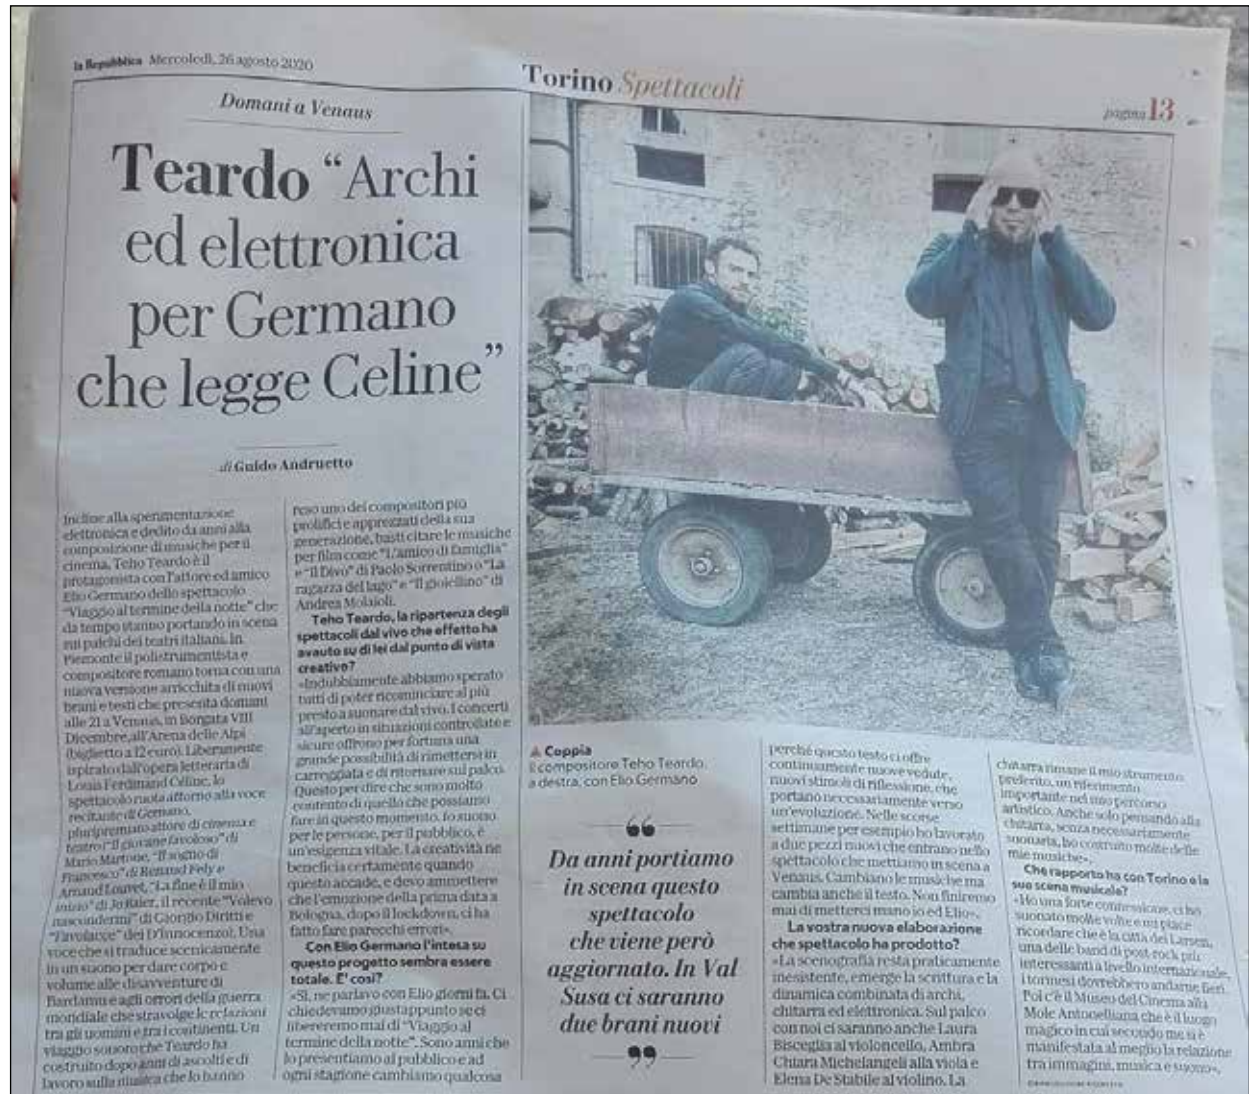 la Repubblica Mercoledì, 26 agosto 2020
Torino Spettacoli
pagina 13
Domani a Venaus
Teardo “Archi
ed elettronica
per Germano
che legge Celine”
di Guido Andruetto
Incline alla sperimentazione
elettronica e dedito da anni alla
composizione di musiche per il
cinema, Teho Teardo è il
protagonista con l'attore ed amico
Elio Germano dello spettacolo
“Viaggio al termine della notte” che
da tempo stanno portando in scena
sui palchi dei teatri italiani. In
Piemonte il polistrumentista e
compositore romano torna con una
nuova versione arricchita di nuovi
brani e testi che presenta domani
alle 21 a Venaus, in Borgata VIII
Dicembre, all'Arena delle Alpi
(biglietto a 12 euro). Liberamente
ispirato dall'opera letteraria di
Louis Ferdinand Céline, lo
spettacolo ruota attorno alla voce
recitante di Gemano,
pluripremiato attore di cinema e
teatro (“Il giovane favoloso” di
Mario Martone, “Il sogno di
Francesco” di Renaud Fely e
Arnaud Louvet, “La fine è il mio
inizio” di Jo Baier, il recente “Volevo
nascondermi” di Giorgio Diritti e
“Favolacce” dei D'Innocenzo). Una
voce che si traduce scenicamente
in un suono per dare corpo e
volume alle disavventure di
Bardamu e agli orrori della guerra
mondiale che stravolge le relazioni
tra gli uomini e tra i continenti. Un
viaggio sonoro che Teardo ha
costruito dopo anni di ascolti e di
lavoro sulla musica che lo hanno
reso uno dei compositori più
prolifici e apprezzati della sua
generazione, basti citare le musiche
per film come “L'amico di famiglia”
e “Il Divo” di Paolo Sorrentino o “La
ragazza del lago” e “Il gioiellino” di
Andrea Molaioli.
Teho Teardo, la ripartenza degli
spettacoli dal vivo che effetto ha
avauto su di lei dal punto di vista
creativo?
«Indubbiamente abbiamo sperato
tutti di poter ricominciare al più
presto a suonare dal vivo. I concerti
all'aperto in situazioni controllate e
sicure offrono per fortuna una
grande possibilità di rimettersi in
carreggiata e di ritornare sul palco.
Questo per dire che sono molto
contento di quello che possiamo
fare in questo momento. Io suono
per le persone, per il pubblico, è
un'esigenza vitale. La creatività ne
beneficia certamente quando
questo accade, e devo ammettere
che l'emozione della prima data a
Bologna, dopo il lockdown, ci ha
fatto fare parecchi errori».
Con Elio Germano l'intesa su
questo progetto sembra essere
totale. E' così?
«Sì, ne parlavo con Elio giorni fa. Ci
chiedevamo giustappunto se ci
libereremo mai di “Viaggio al
termine della notte”. Sono anni che
lo presentiamo al pubblico e ad
ogni stagione cambiamo qualcosa
Coppia
Il compositore Teho Teardo,
a destra, con Elio Germano
“
Da anni portiamo
in scena questo
spettacolo
che viene però
aggiornato. In Val
Susa ci saranno
due brani nuovi
”
perché questo testo ci offre
continuamente nuove vedute,
nuovi stimoli di riflessione, che
portano necessariamente verso
un'evoluzione. Nelle scorse
settimane per esempio ho lavorato
a due pezzi nuovi che entrano nello
spettacolo che mettiamo in scena a
Venaus. Cambiano le musiche ma
cambia anche il testo. Non finiremo
mai di metterci mano io ed Elio».
La vostra nuova elaborazione
che spettacolo ha prodotto?
«La scenografia resta praticamente
inesistente, emerge la scrittura e la
dinamica combinata di archi,
chitarra ed elettronica. Sul palco
con noi ci saranno anche Laura
Bisceglia al violoncello, Ambra
Chiara Michelangeli alla viola e
Elena De Stabile al violino. La
chitarra rimane il mio strumento
preferito, un riferimento
importante nel mio percorso
artistico. Anche solo pensando alla
chitarra, senza necessariamente
suonarla, ho costruito molte delle
mie musiche».
Che rapporto ha con Torino e la
sua scena musicale?
«Ho una forte connessione, ci ho
suonato molte volte e mi piace
ricordare che è la città dei Larsen,
una delle band di post-rock più
interessanti a livello internazionale,
i torinesi dovrebbero andarne fieri.
Poi c'è il Museo del Cinema alla
Mole Antonelliana che è il luogo
magico in cui secondo me si è
manifestata al meglio la relazione
tra immagini, musica e suono».